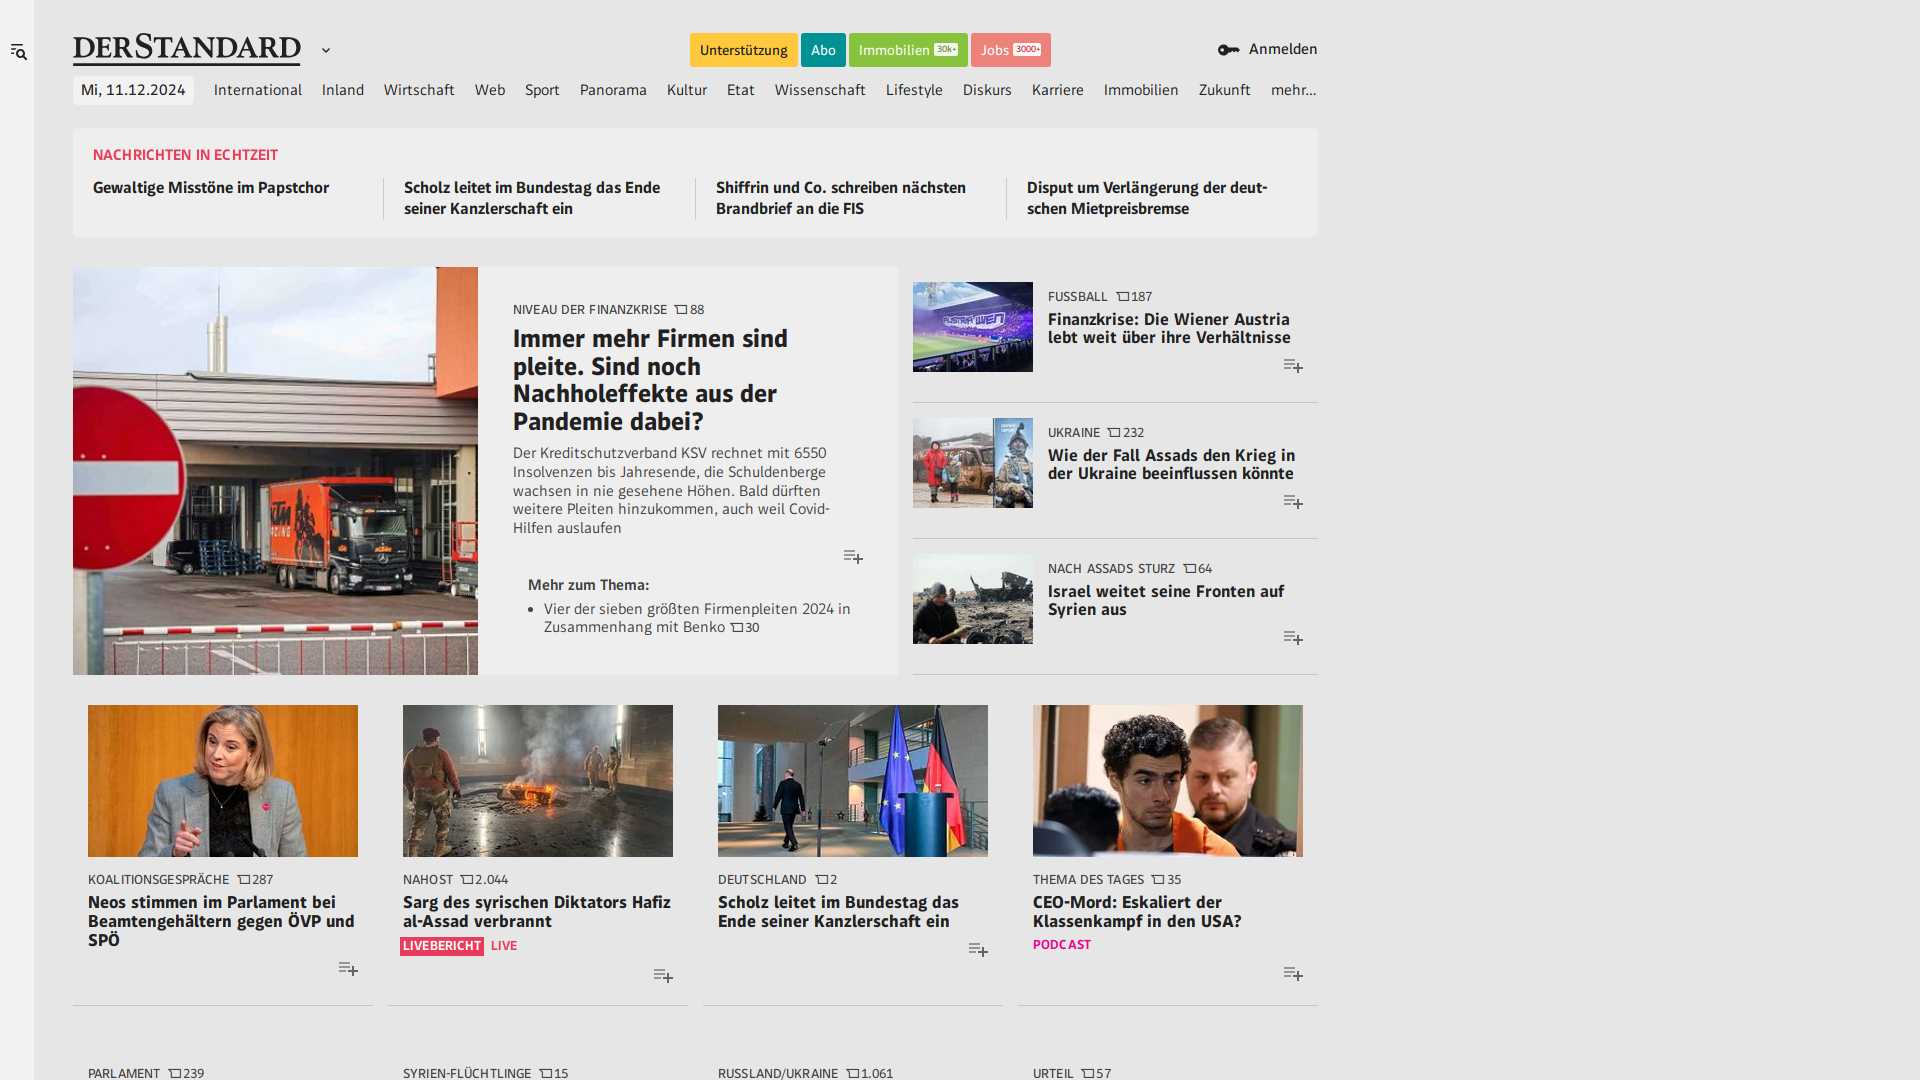 DERSTANDARD
Unterstützung
Abo
Immobilien 30k+
Jobs 3000+
Anmelden
Mi, 11.12.2024
International
Inland
Wirtschaft
Web
Sport
Panorama
Kultur
Etat
Wissenschaft
Lifestyle
Diskurs
Karriere
Immobilien
Zukunft
mehr...
NACHRICHTEN IN ECHTZEIT
Gewaltige Misstöne im Papstchor
Scholz leitet im Bundestag das Ende
seiner Kanzlerschaft ein
Shiffrin und Co. schreiben nächsten
Brandbrief an die FIS
Disput um Verlängerung der deut-
schen Mietpreisbremse
NIVEAU DER FINANZKRISE 88
Immer mehr Firmen sind
pleite. Sind noch
Nachholeffekte aus der
Pandemie dabei?
Der Kreditschutzverband KSV rechnet mit 6550
Insolvenzen bis Jahresende, die Schuldenberge
wachsen in nie gesehene Höhen. Bald dürften
weitere Pleiten hinzukommen, auch weil Covid-
Hilfen auslaufen
Mehr zum Thema:
• Vier der sieben größten Firmenpleiten 2024 in
Zusammenhang mit Benko 30
FUSSBALL 187
Finanzkrise: Die Wiener Austria
lebt weit über ihre Verhältnisse
UKRAINE 232
Wie der Fall Assads den Krieg in
der Ukraine beeinflussen könnte
NACH ASSADS STURZ 64
Israel weitet seine Fronten auf
Syrien aus
KOALITIONSGESPRÄCHE 287
Neos stimmen im Parlament bei
Beamtengehältern gegen ÖVP und
SPÖ
NAHOST 2.044
Sarg des syrischen Diktators Hafiz
al-Assad verbrannt
LIVEBERICHT LIVE
DEUTSCHLAND 2
Scholz leitet im Bundestag das
Ende seiner Kanzlerschaft ein
THEMA DES TAGES 35
CEO-Mord: Eskaliert der
Klassenkampf in den USA?
PODCAST
PARLAMENT 239
SYRIEN-FLÜCHTLINGE 15
RUSSLAND/UKRAINE 1.061
URTEIL 57